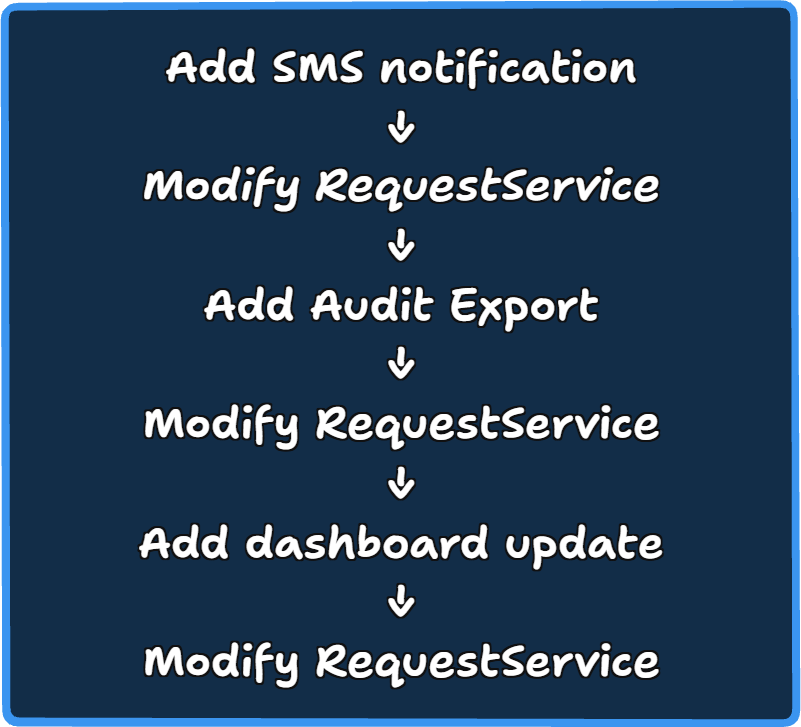 Add SMS notification
↓
Modify RequestService
↓
Add Audit Export
↓
Modify RequestService
↓
Add dashboard update
↓
Modify RequestService